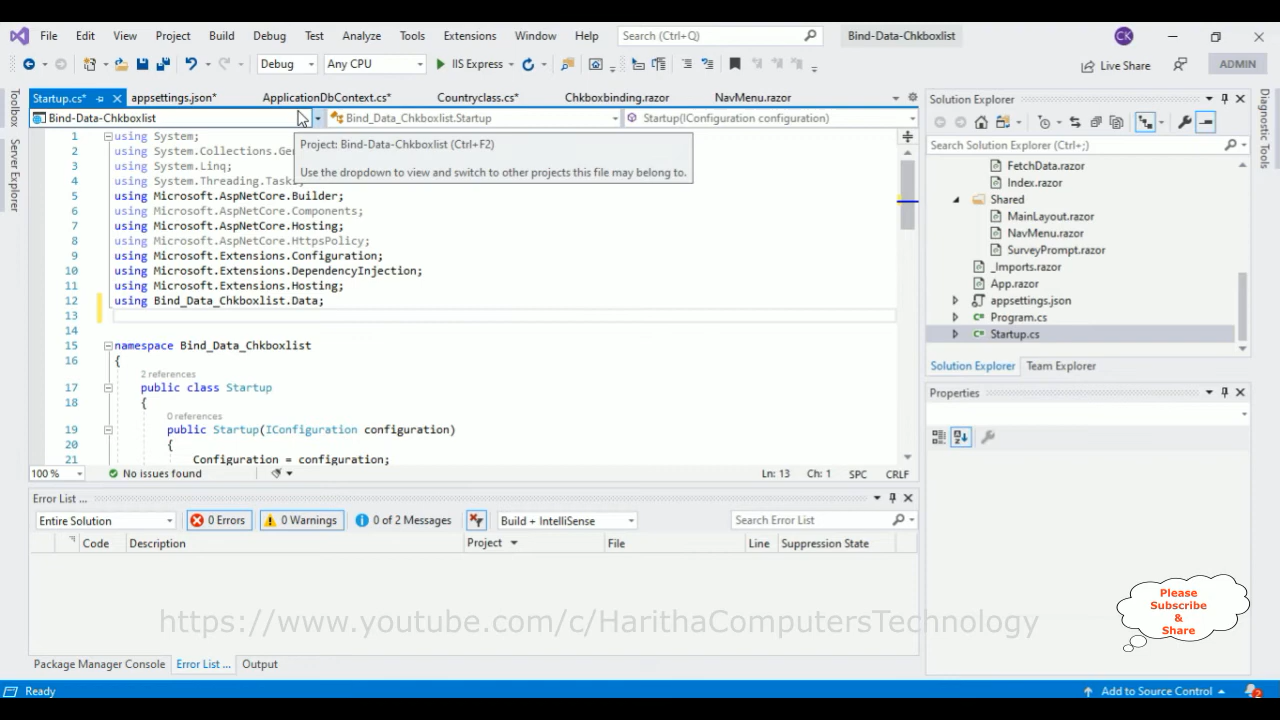 File Edit View Project Build Debug Test Analyze Tools Extensions Window Help Search (Ctrl+Q) Bind-Data-Chkboxlist CK
Debug Any CPU IIS Express Live Share ADMIN
Startup.cs* appsettings.json* ApplicationDbContext.cs* Countryclass.cs* Chkboxbinding.razor NavMenu.razor
Bind-Data-Chkboxlist Bind_Data_Chkboxlist.Startup Startup(IConfiguration configuration)
Project: Bind-Data-Chkboxlist (Ctrl+F2)
Use the dropdown to view and switch to other projects this file may belong to.
1 using System;
2 using System.Collections.Ge
3 using System.Linq;
4 using System.Threading.Task
5 using Microsoft.AspNetCore.Builder;
6 using Microsoft.AspNetCore.Components;
7 using Microsoft.AspNetCore.Hosting;
8 using Microsoft.AspNetCore.HttpsPolicy;
9 using Microsoft.Extensions.Configuration;
10 using Microsoft.Extensions.DependencyInjection;
11 using Microsoft.Extensions.Hosting;
12 using Bind_Data_Chkboxlist.Data;
13
14
15 namespace Bind_Data_Chkboxlist
16 {
2 references
17 public class Startup
18 {
0 references
19 public Startup(IConfiguration configuration)
20 {
21 Configuration = configuration;
100 % No issues found Ln: 13 Ch: 1 SPC CRLF
Error List ...
Entire Solution 0 Errors 0 Warnings 0 of 2 Messages Build + IntelliSense Search Error List
Code Description Project File Line Suppression State
Package Manager Console Error List ... Output
Toolbox
Server Explorer
Solution Explorer
Search Solution Explorer (Ctrl+;)
FetchData.razor
Index.razor
Shared
MainLayout.razor
NavMenu.razor
SurveyPrompt.razor
_Imports.razor
App.razor
appsettings.json
Program.cs
Startup.cs
Solution Explorer Team Explorer
Properties
Diagnostic Tools
https://www.youtube.com/c/HarithaComputersTechnology
Please
Subscribe
&
Share
Ready Add to Source Control 2